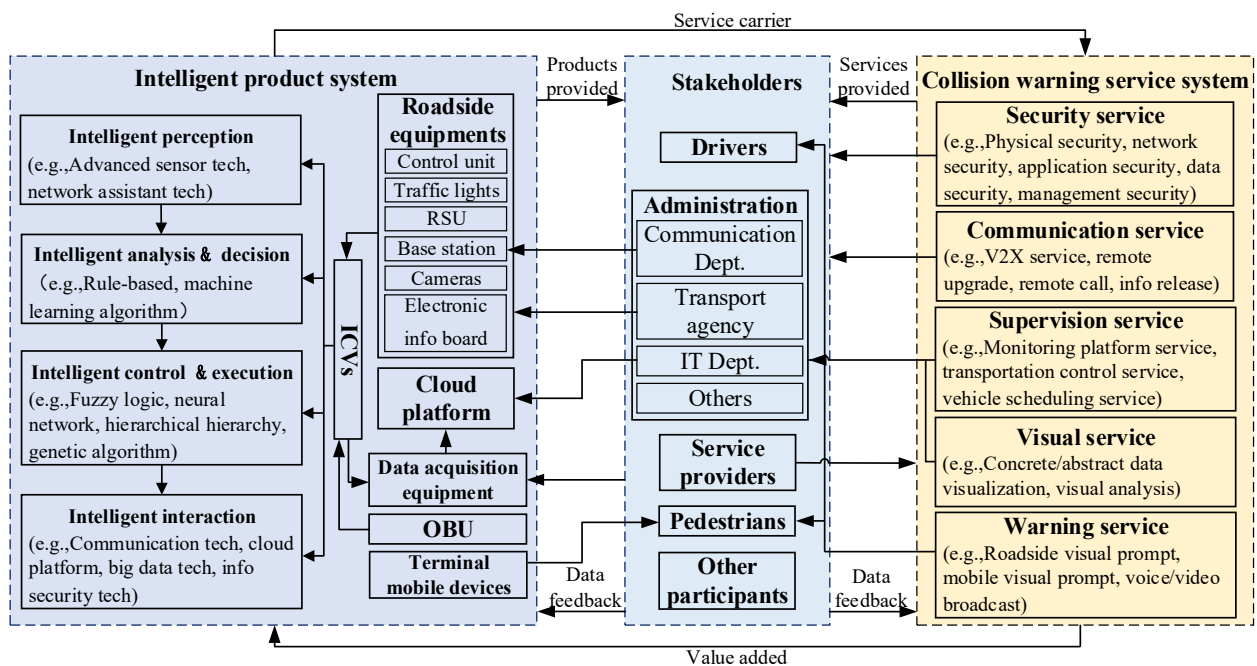 Service carrier
Intelligent product system
Intelligent perception
(e.g.,Advanced sensor tech,
network assistant tech)
Intelligent analysis & decision
（e.g.,Rule-based, machine
learning algorithm）
Intelligent control & execution
(e.g.,Fuzzy logic, neural
network, hierarchical hierarchy,
genetic algorithm)
Intelligent interaction
(e.g.,Communication tech, cloud
platform, big data tech, info
security tech)
ICVs
Roadside
equipments
Control unit
Traffic lights
RSU
Base station
Cameras
Electronic
info board
Cloud
platform
Data acquisition
equipment
OBU
Terminal
mobile devices
Products
provided
Data
feedback
Stakeholders
Drivers
Administration
Communication
Dept.
Transport
agency
IT Dept.
Others
Service
providers
Pedestrians
Other
participants
Services
provided
Data
feedback
Collision warning service system
Security service
(e.g.,Physical security, network
security, application security, data
security, management security)
Communication service
(e.g.,V2X service, remote
upgrade, remote call, info release)
Supervision service
(e.g.,Monitoring platform service,
transportation control service,
vehicle scheduling service)
Visual service
(e.g.,Concrete/abstract data
visualization, visual analysis)
Warning service
(e.g.,Roadside visual prompt,
mobile visual prompt, voice/video
broadcast)
Value added